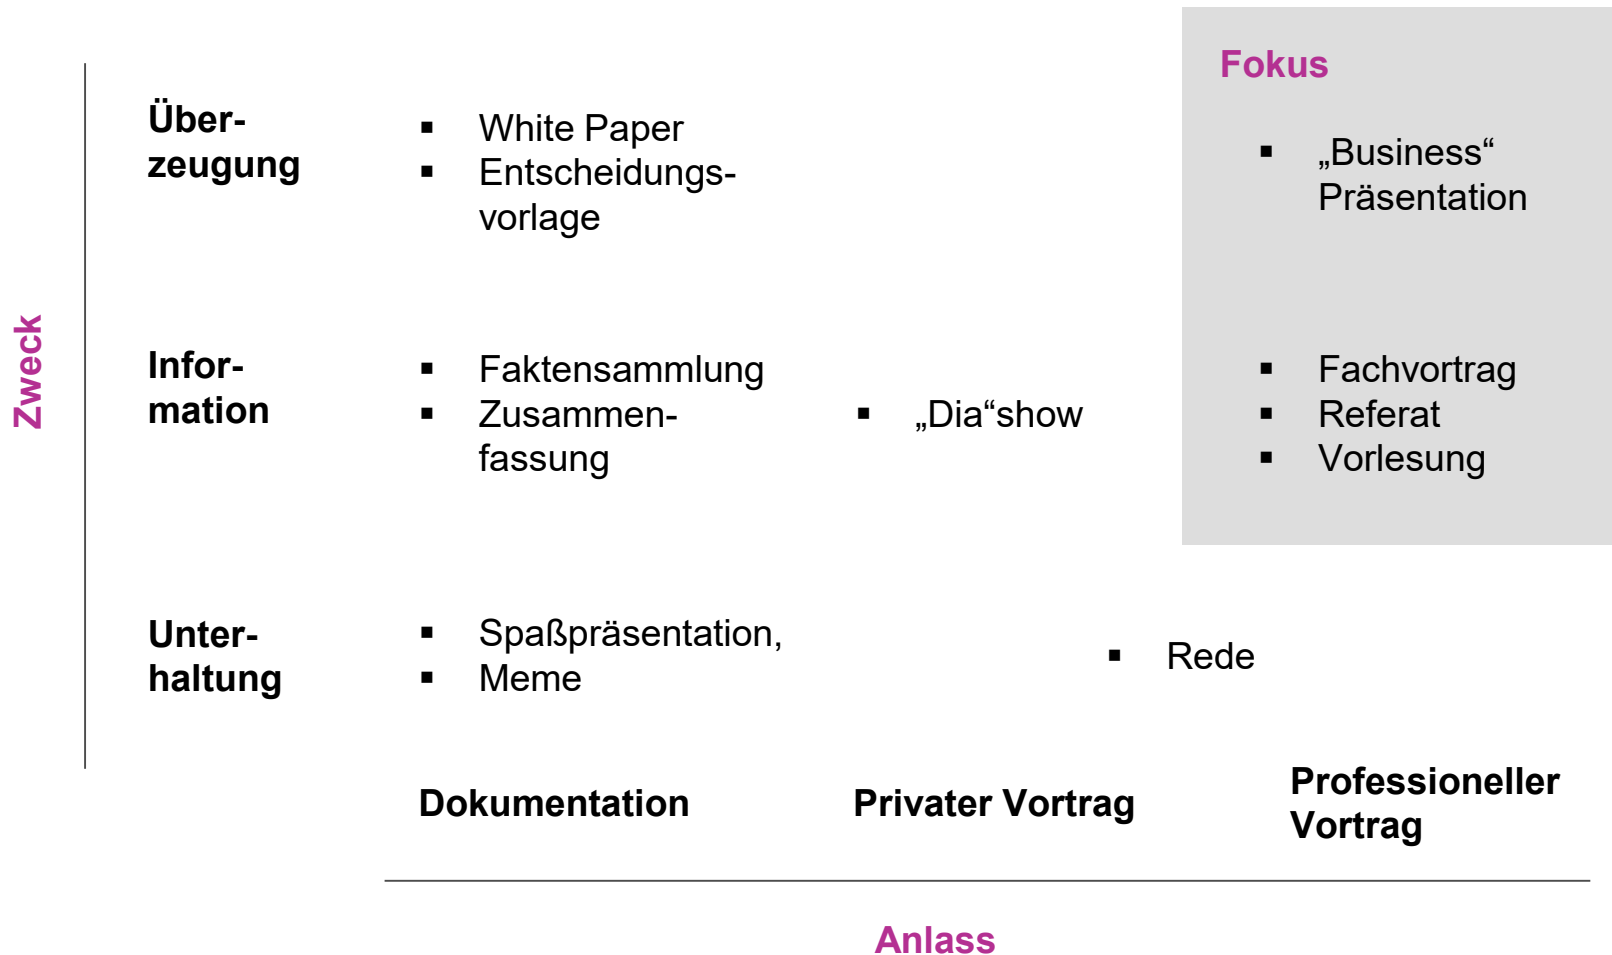 Fokus
Über-
zeugung
▪ White Paper
▪ Entscheidungs-
vorlage
▪ „Business“
Präsentation
Zweck
Infor-
mation
▪ Faktensammlung
▪ Zusammen-
fassung
▪ „Dia“show
▪ Fachvortrag
▪ Referat
▪ Vorlesung
Unter-
haltung
▪ Spaßpräsentation,
▪ Meme
▪ Rede
Dokumentation
Privater Vortrag
Professioneller
Vortrag
Anlass